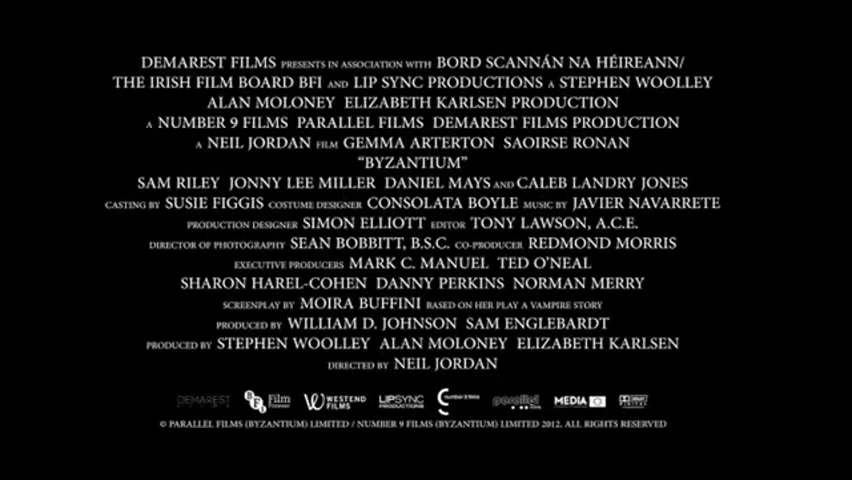 DEMAREST FILMS PRESENTS IN ASSOCIATION WITH BORD SCANNÁN NA HÉIREANN/
THE IRISH FILM BOARD BFI AND LIP SYNC PRODUCTIONS A STEPHEN WOOLLEY
ALAN MOLONEY ELIZABETH KARLSEN PRODUCTION
A NUMBER 9 FILMS PARALLEL FILMS DEMAREST FILMS PRODUCTION
A NEIL JORDAN FILM GEMMA ARTERTON SAOIRSE RONAN
“BYZANTIUM”
SAM RILEY JONNY LEE MILLER DANIEL MAYS AND CALEB LANDRY JONES
CASTING BY SUSIE FIGGIS COSTUME DESIGNER CONSOLATA BOYLE MUSIC BY JAVIER NAVARRETE
PRODUCTION DESIGNER SIMON ELLIOTT EDITOR TONY LAWSON, A.C.E.
DIRECTOR OF PHOTOGRAPHY SEAN BOBBITT, B.S.C. CO-PRODUCER REDMOND MORRIS
EXECUTIVE PRODUCERS MARK C. MANUEL TED O’NEAL
SHARON HAREL-COHEN DANNY PERKINS NORMAN MERRY
SCREENPLAY BY MOIRA BUFFINI BASED ON HER PLAY A VAMPIRE STORY
PRODUCED BY WILLIAM D. JOHNSON SAM ENGLEBARDT
PRODUCED BY STEPHEN WOOLLEY ALAN MOLONEY ELIZABETH KARLSEN
DIRECTED BY NEIL JORDAN
DEMAREST BFI Film WESTEND FILMS LIPSYNC PRODUCTIONS number 9 films parallel MEDIA DOLBY DIGITAL
© PARALLEL FILMS (BYZANTIUM) LIMITED / NUMBER 9 FILMS (BYZANTIUM) LIMITED 2012. ALL RIGHTS RESERVED